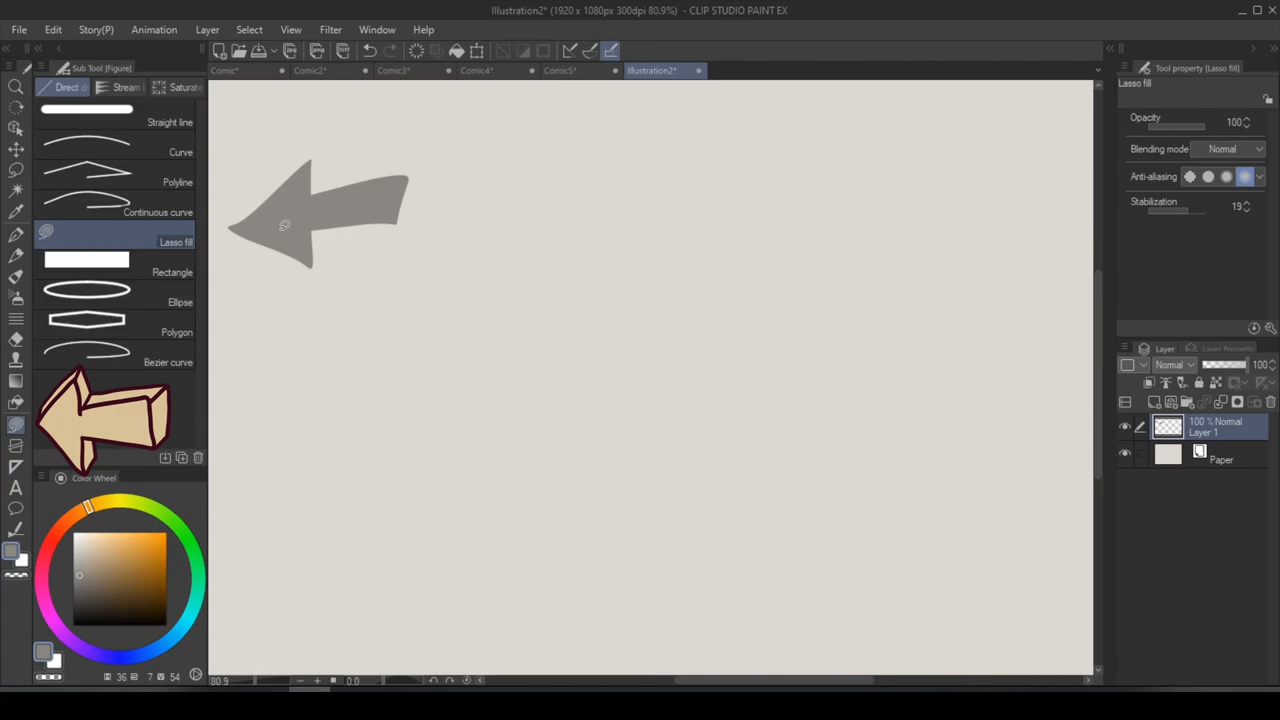 Illustration2* (1920 x 1080px 300dpi 80.9%) - CLIP STUDIO PAINT EX
File Edit Story(P) Animation Layer Select View Filter Window Help
Sub Tool [Figure]
Comic* Comic2* Comic3* Comic4* Comic5* Illustration2*
Tool property [Lasso fill]
Direct Stream Saturate
Lasso fill
Straight line
Opacity 100
Curve
Blending mode Normal
Polyline
Anti-aliasing
Continuous curve
Stabilization 19
Lasso fill
Rectangle
Ellipse
Polygon
Layer Layer Property
Bezier curve
Normal 100
100 % Normal
Layer 1
Paper
Color Wheel
A
H 36 S 7 V 54
80.9 0.0